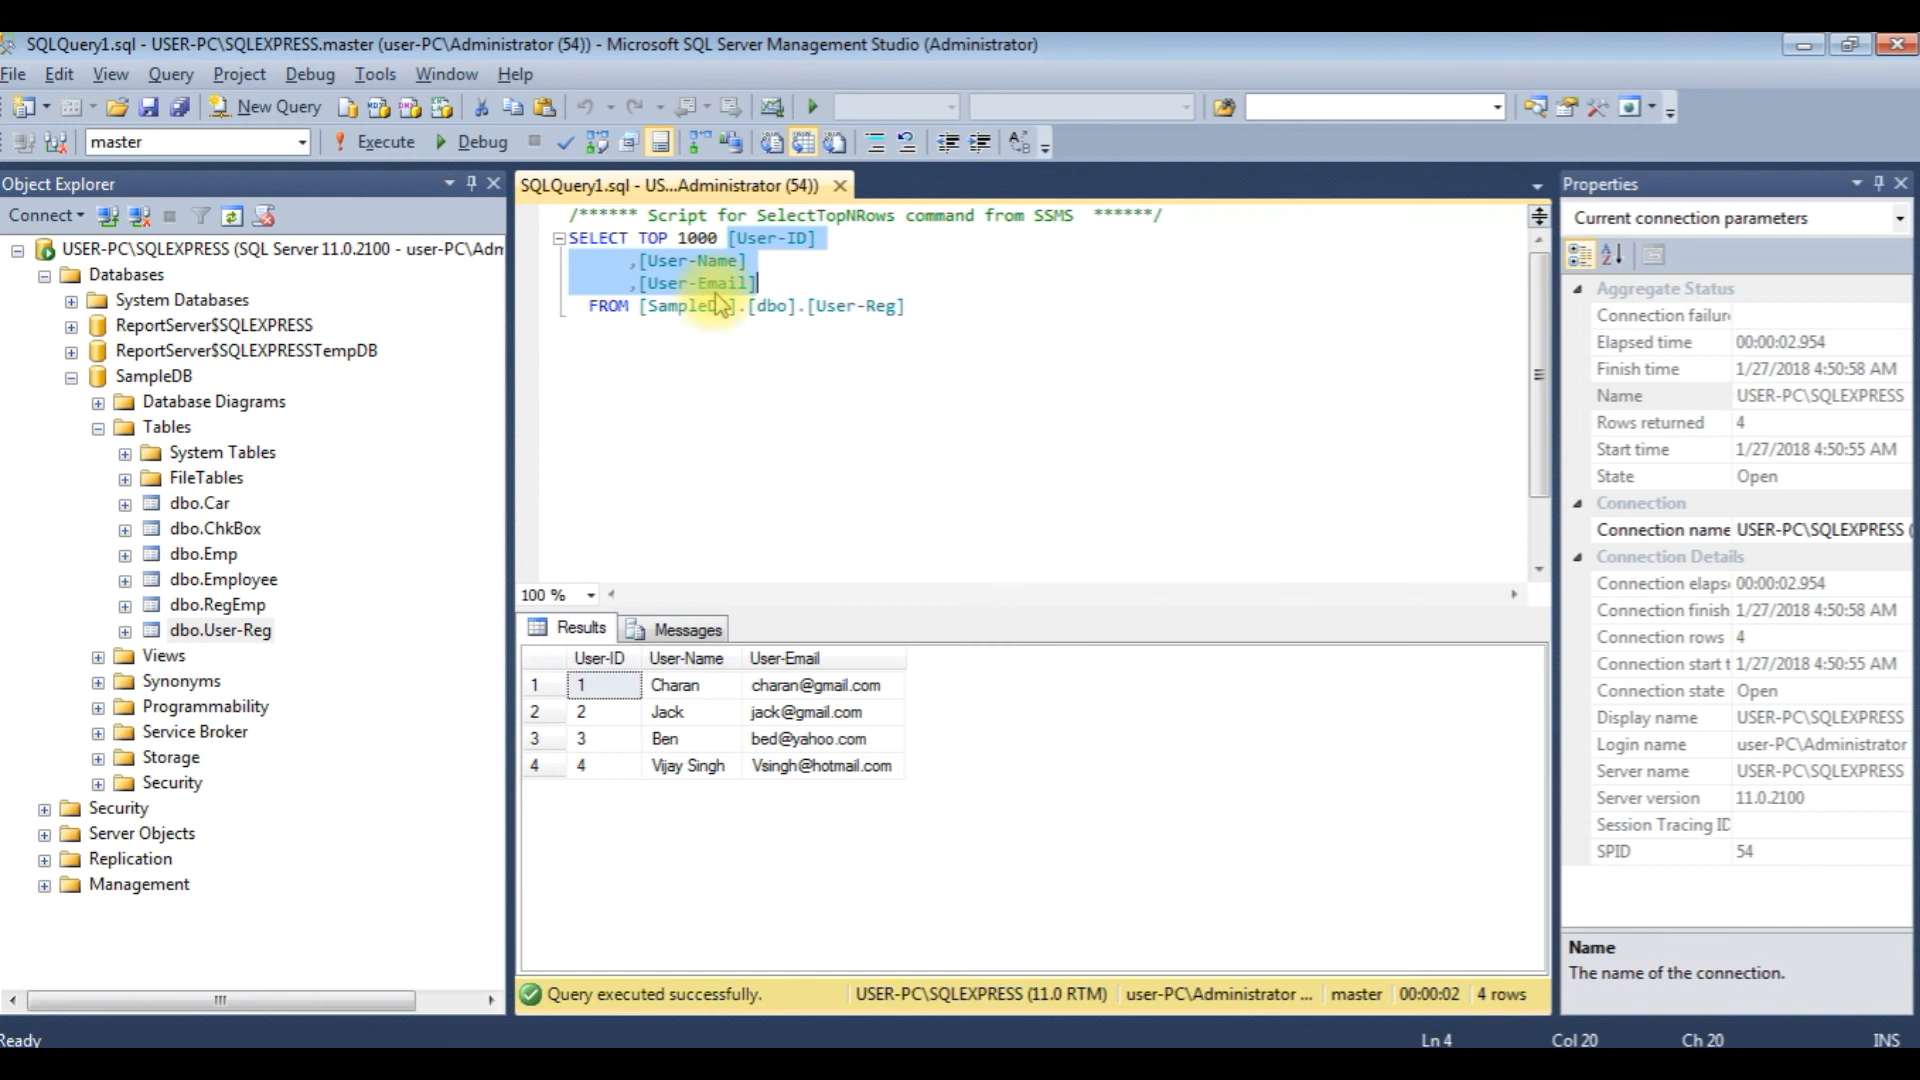 SQLQuery1.sql - USER-PC\SQLEXPRESS.master (user-PC\Administrator (54)) - Microsoft SQL Server Management Studio (Administrator)
File Edit View Query Project Debug Tools Window Help
New Query
master Execute Debug
Object Explorer
Connect
USER-PC\SQLEXPRESS (SQL Server 11.0.2100 - user-PC\Adm
Databases
System Databases
ReportServer$SQLEXPRESS
ReportServer$SQLEXPRESSTempDB
SampleDB
Database Diagrams
Tables
System Tables
FileTables
dbo.Car
dbo.ChkBox
dbo.Emp
dbo.Employee
dbo.RegEmp
dbo.User-Reg
Views
Synonyms
Programmability
Service Broker
Storage
Security
Security
Server Objects
Replication
Management
SQLQuery1.sql - US...Administrator (54))
/****** Script for SelectTopNRows command from SSMS ******/
SELECT TOP 1000 [User-ID]
,[User-Name]
,[User-Email]
FROM [SampleDB].[dbo].[User-Reg]
100 %
Results Messages
User-ID User-Name User-Email
1 1 Charan charan@gmail.com
2 2 Jack jack@gmail.com
3 3 Ben bed@yahoo.com
4 4 Vijay Singh Vsingh@hotmail.com
Query executed successfully. USER-PC\SQLEXPRESS (11.0 RTM) user-PC\Administrator ... master 00:00:02 4 rows
Properties
Current connection parameters
Aggregate Status
Connection failure
Elapsed time 00:00:02.954
Finish time 1/27/2018 4:50:58 AM
Name USER-PC\SQLEXPRESS
Rows returned 4
Start time 1/27/2018 4:50:55 AM
State Open
Connection
Connection name USER-PC\SQLEXPRESS (
Connection Details
Connection elaps 00:00:02.954
Connection finish 1/27/2018 4:50:58 AM
Connection rows 4
Connection start t 1/27/2018 4:50:55 AM
Connection state Open
Display name USER-PC\SQLEXPRESS
Login name user-PC\Administrator
Server name USER-PC\SQLEXPRESS
Server version 11.0.2100
Session Tracing ID
SPID 54
Name
The name of the connection.
Ready Ln 4 Col 20 Ch 20 INS